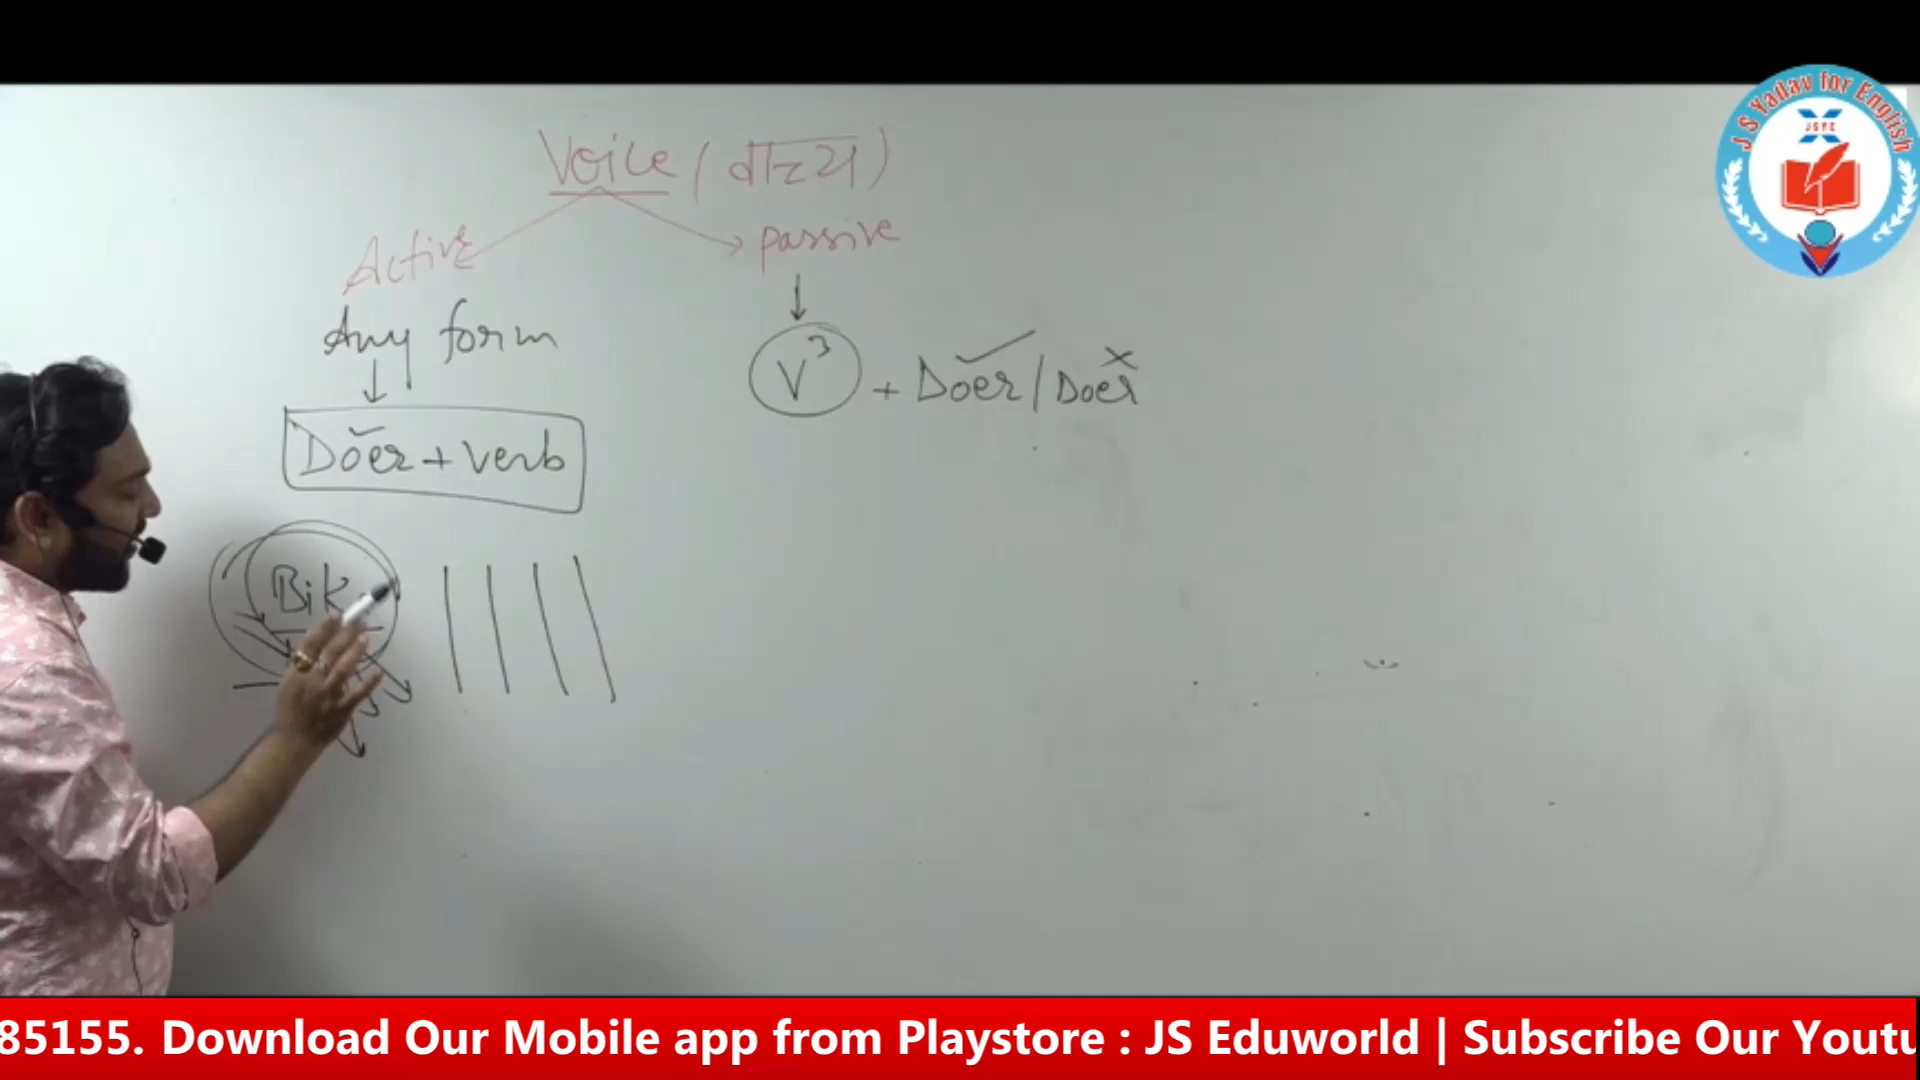 J S Yadav for English
JSYE
Voice (वाच्य)
Active
passive
Any form
V³ + Doer / Doer
Doer + verb
Bik
85155. Download Our Mobile app from Playstore : JS Eduworld | Subscribe Our Youtu